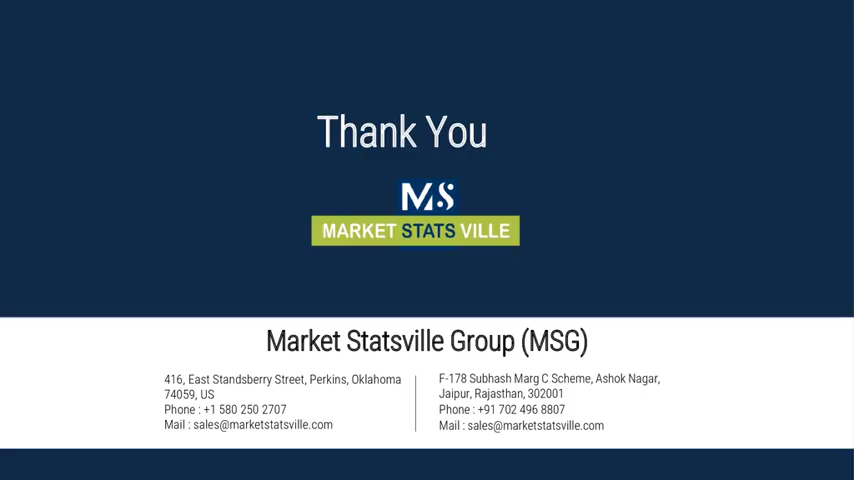 Thank You
MS
MARKET STATS VILLE
Market Statsville Group (MSG)
416, East Standsberry Street, Perkins, Oklahoma
74059, US
Phone : +1 580 250 2707
Mail : sales@marketstatsville.com
F-178 Subhash Marg C Scheme, Ashok Nagar,
Jaipur, Rajasthan, 302001
Phone : +91 702 496 8807
Mail : sales@marketstatsville.com